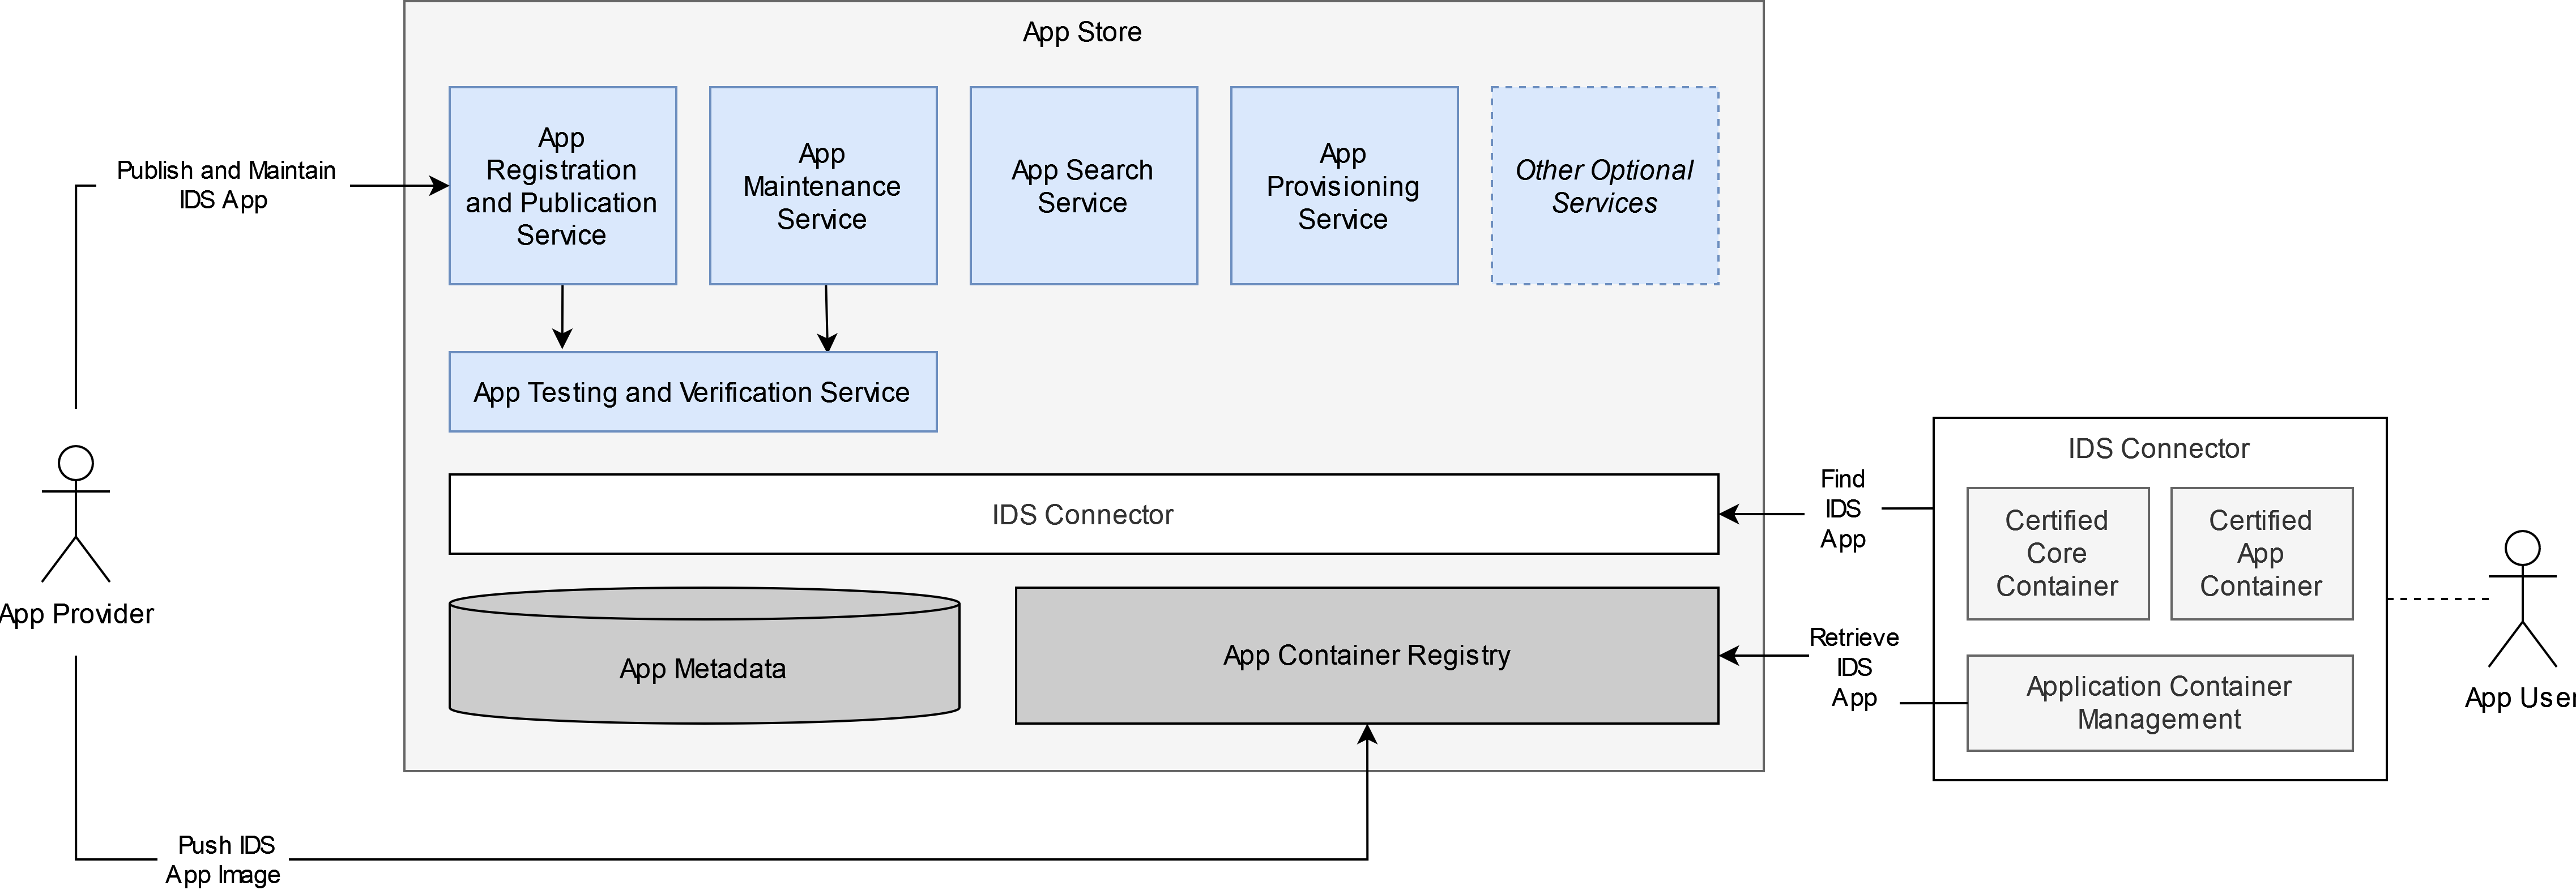 App Store
App
Registration
and Publication
Service
App
Maintenance
Service
App Search
Service
App
Provisioning
Service
Other Optional
Services
Publish and Maintain
IDS App
App Testing and Verification Service
IDS Connector
App Metadata
App Container Registry
App Provider
Push IDS
App Image
Find
IDS
App
Retrieve
IDS
App
IDS Connector
Certified
Core
Container
Certified
App
Container
Application Container
Management
App User